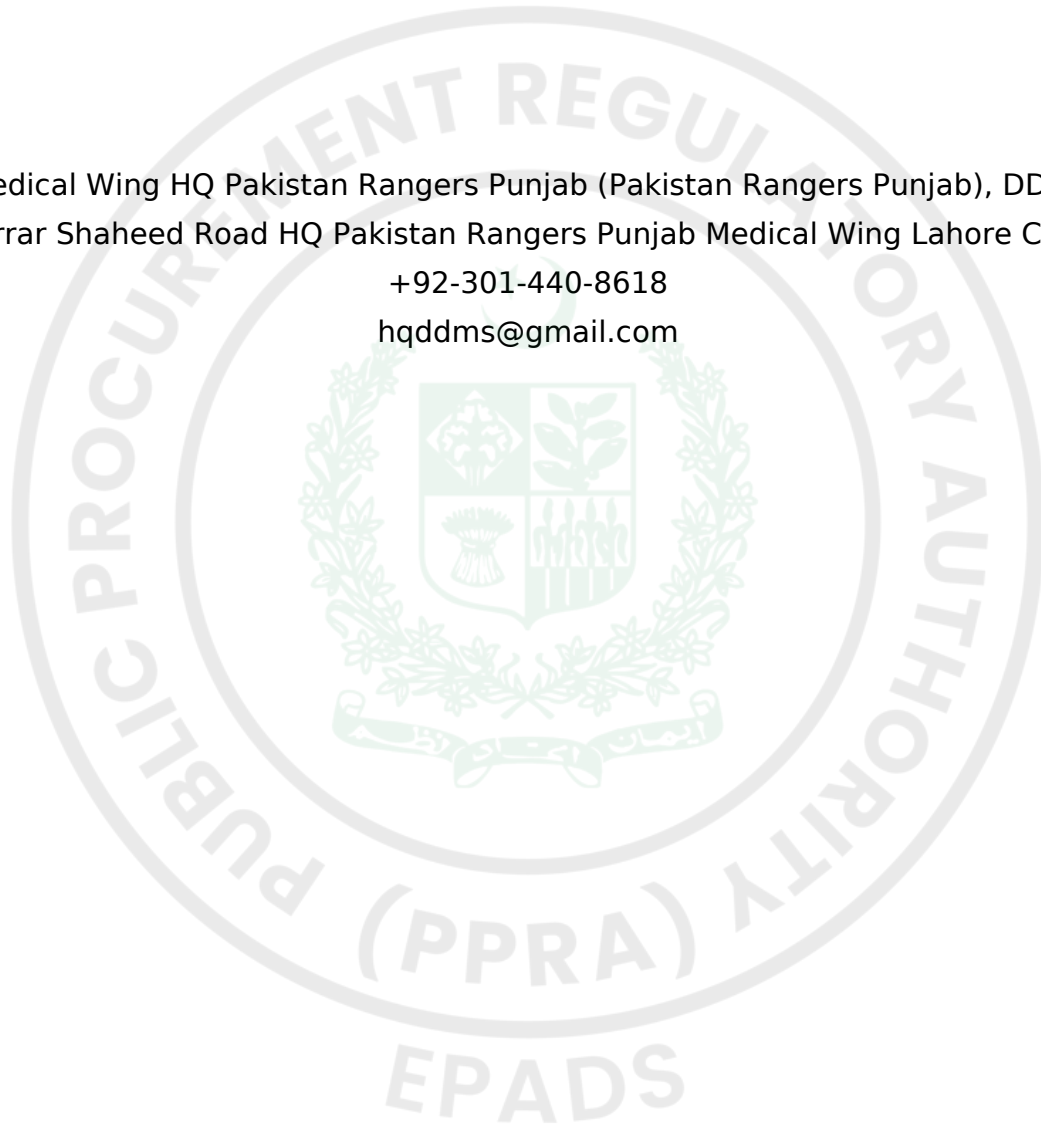 edical Wing HQ Pakistan Rangers Punjab (Pakistan Rangers Punjab), DD
rrar Shaheed Road HQ Pakistan Rangers Punjab Medical Wing Lahore C
+92-301-440-8618
hqddms@gmail.com
PUBLIC PROCUREMENT REGULATORY AUTHORITY
(PPRA)
EPADS